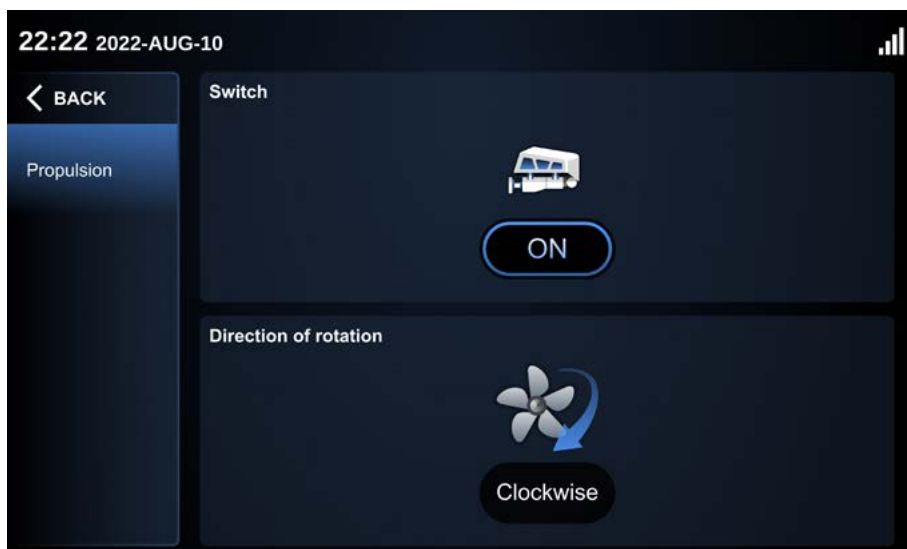 22:22 2022-AUG-10
BACK
Propulsion
Switch
ON
Direction of rotation
Clockwise